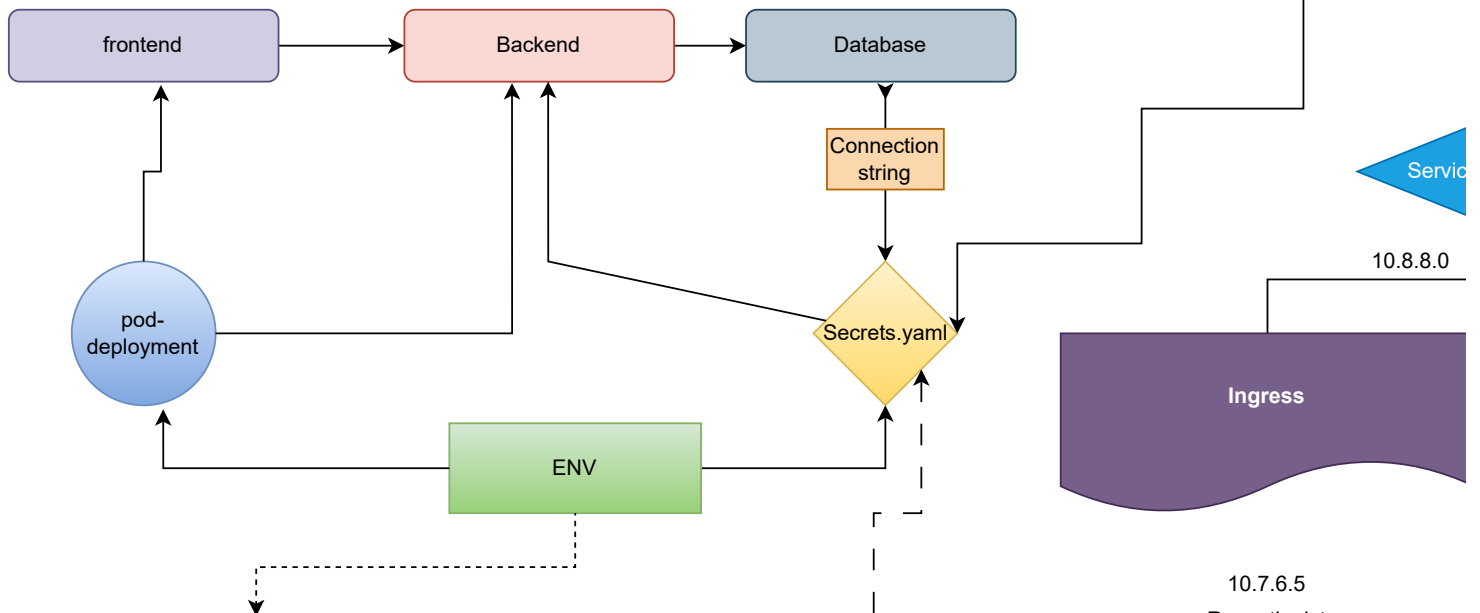 frontend
Backend
Database
Connection
string
Servic
10.8.8.0
pod-
deployment
Secrets.yaml
Ingress
ENV
10.7.6.5